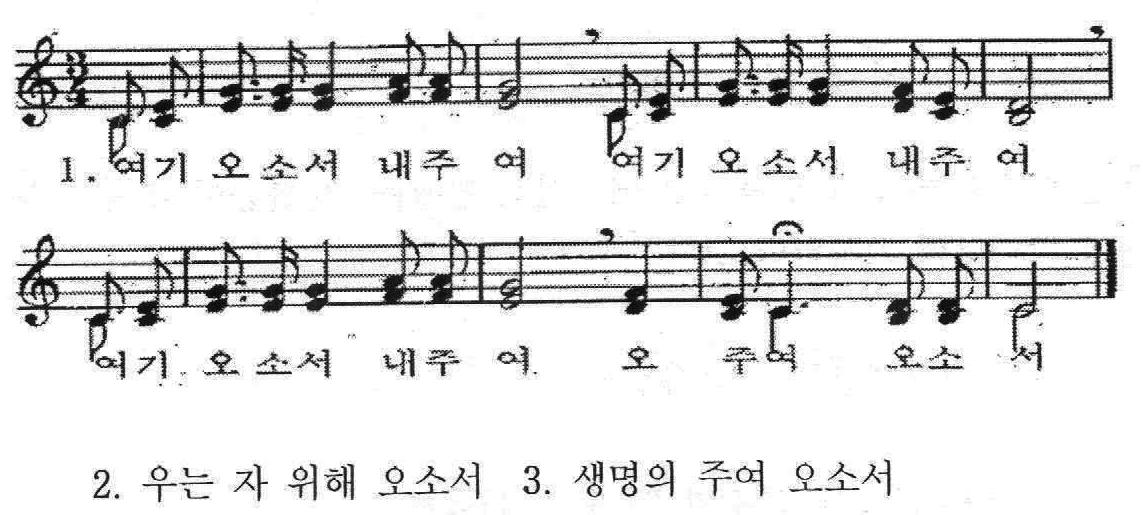 3/4
1. 여기 오 소 서 내 주 여 여기 오 소 서 내 주 여
여기 오 소 서 내 주 여 오 주여 오 소 서
2. 우는 자 위해 오소서 3. 생명의 주여 오소서